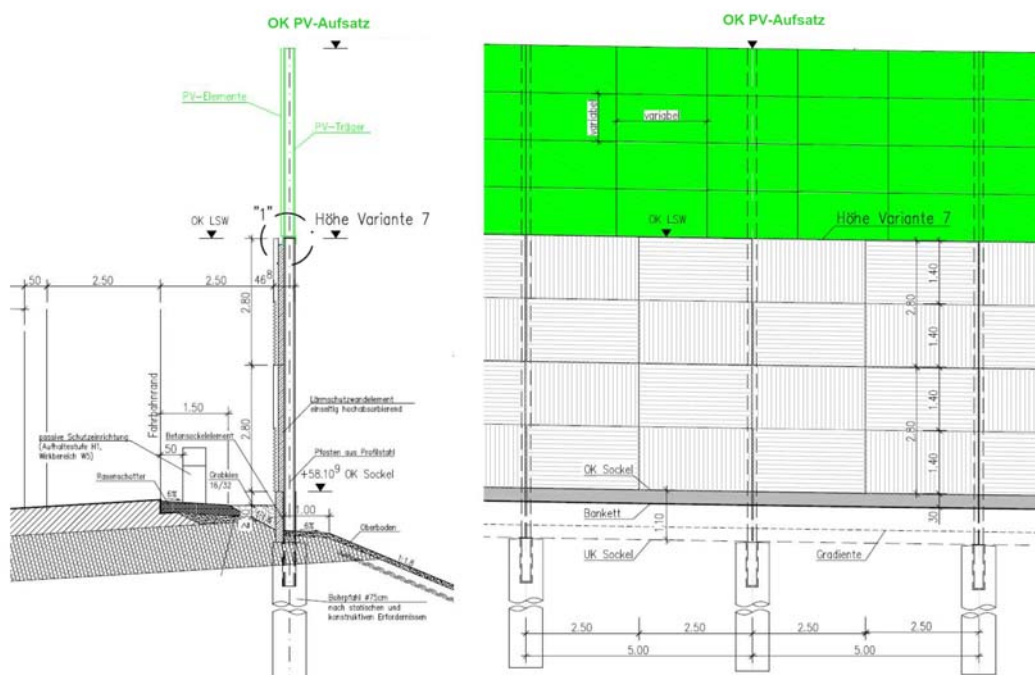 OK PV-Aufsatz
PV-Elemente
PV-Träger
"1"
OK LSW
Höhe Variante 7
50
2.50
2.50
46⁸
2.80
Fahrbahnrand
1.50
2.80
Lärmschutzwandelement
einseitig hochabsorbierend
passive Schutzeinrichtung
(Aufhaltestufe H1,
Wirkbereich W5)
Betonsockelelement
50
Pfosten aus Profilstahl
Rasenschotter
Grobkies
16/32
+58.10⁹ OK Sockel
6%
1.00
6%
Oberboden
Bohrpfahl ø75cm
nach statischen und
konstruktiven Erfordernissen
OK PV-Aufsatz
variabel
variabel
OK LSW
Höhe Variante 7
2.80
1.40
1.40
2.80
1.40
1.40
OK Sockel
Bankett
1.10
30
UK Sockel
Gradiente
2.50
2.50
2.50
2.50
5.00
5.00